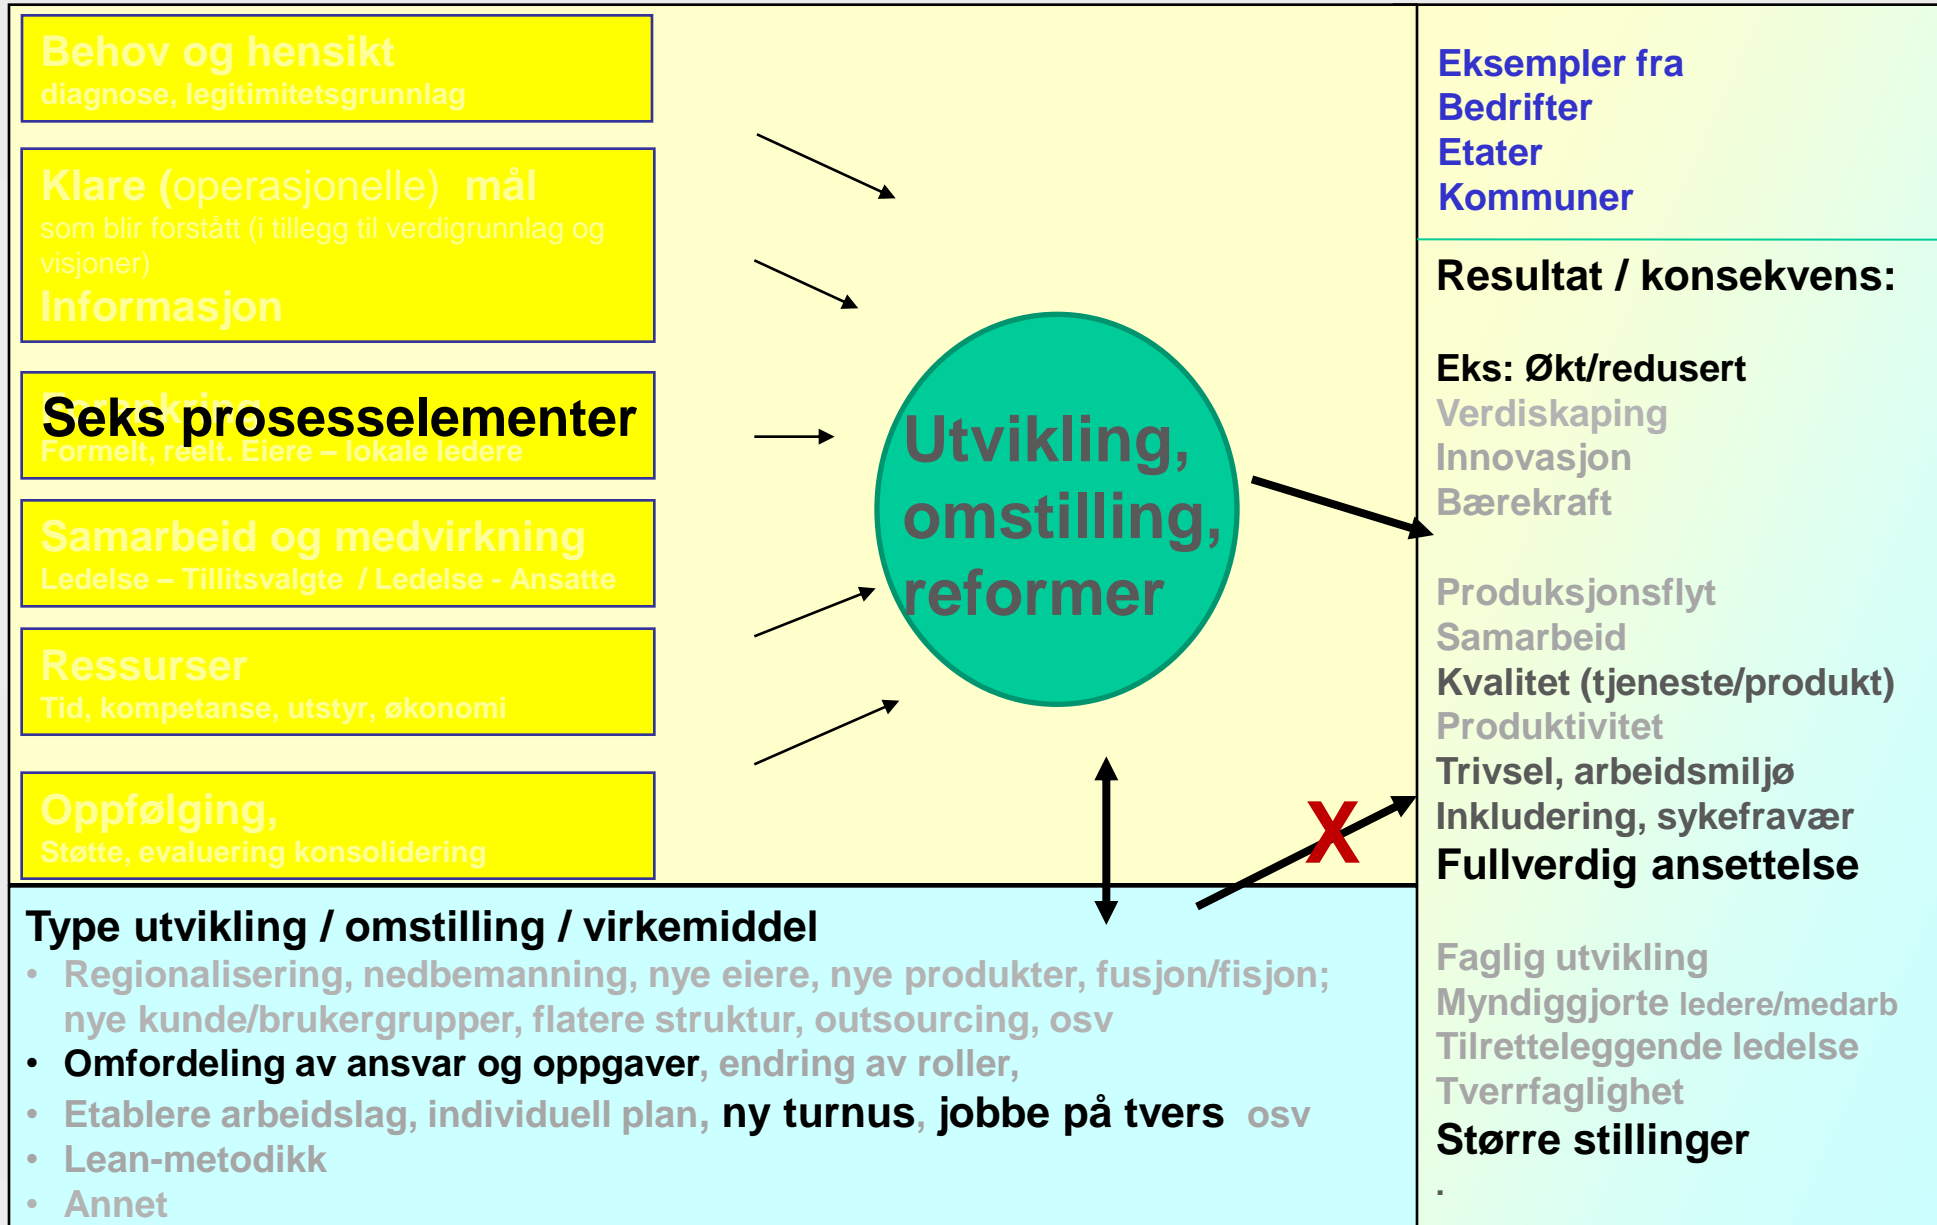 Behov og hensikt
diagnose, legitimitetsgrunnlag
Klare (operasjonelle) mål
som blir forstått (i tillegg til verdigrunnlag og
visjoner)
Informasjon
Seks prosesselementer
Formelt, reelt. Eiere – lokale ledere
Samarbeid og medvirkning
Ledelse – Tillitsvalgte / Ledelse - Ansatte
Ressurser
Tid, kompetanse, utstyr, økonomi
Oppfølging,
Støtte, evaluering konsolidering
Utvikling,
omstilling,
reformer
X
Type utvikling / omstilling / virkemiddel
• Regionalisering, nedbemanning, nye eiere, nye produkter, fusjon/fisjon;
nye kunde/brukergrupper, flatere struktur, outsourcing, osv
• Omfordeling av ansvar og oppgaver, endring av roller,
• Etablere arbeidslag, individuell plan, ny turnus, jobbe på tvers osv
• Lean-metodikk
• Annet
Eksempler fra
Bedrifter
Etater
Kommuner
Resultat / konsekvens:
Eks: Økt/redusert
Verdiskaping
Innovasjon
Bærekraft
Produksjonsflyt
Samarbeid
Kvalitet (tjeneste/produkt)
Produktivitet
Trivsel, arbeidsmiljø
Inkludering, sykefravær
Fullverdig ansettelse
Faglig utvikling
Myndiggjorte ledere/medarb
Tilretteleggende ledelse
Tverrfaglighet
Større stillinger
.